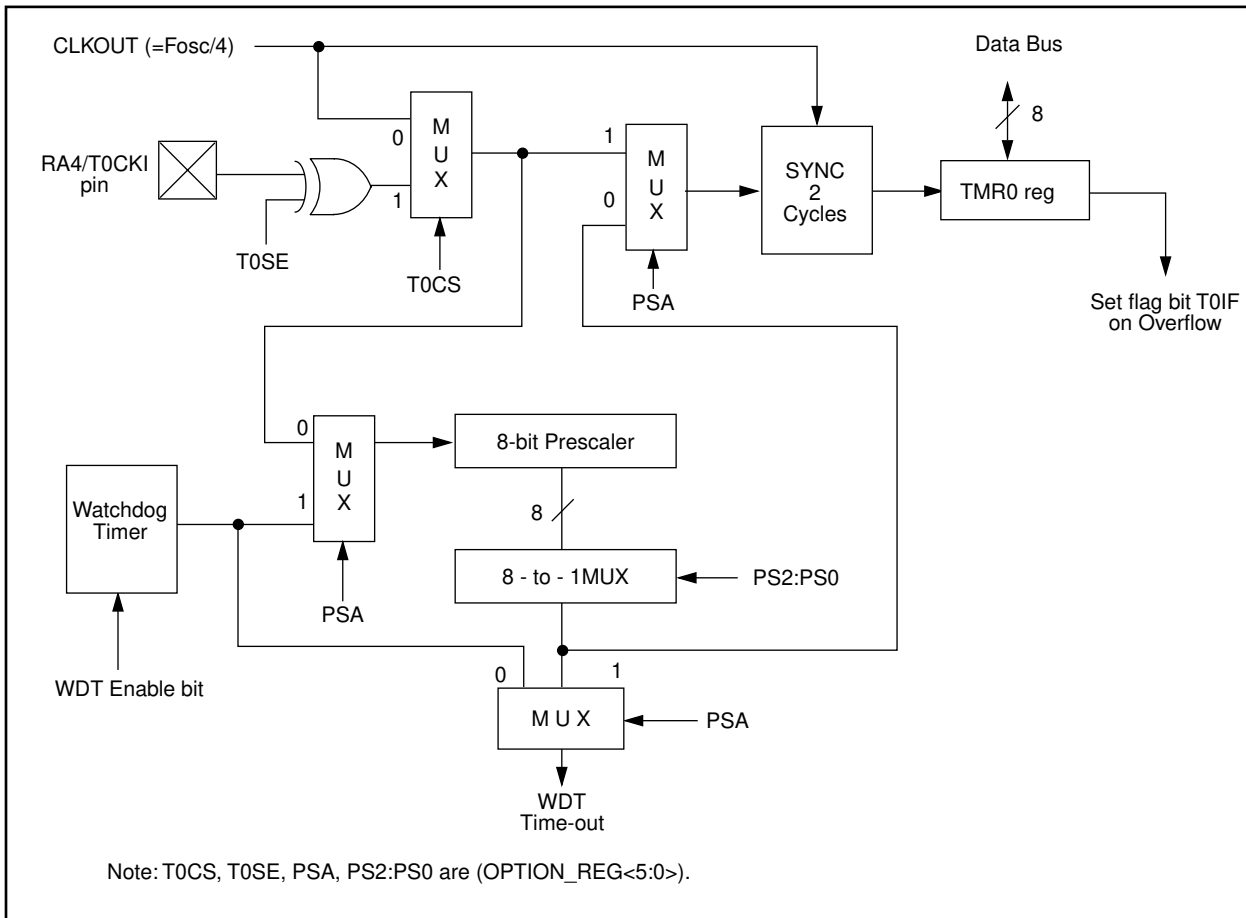 CLKOUT (=Fosc/4)
Data Bus
8
RA4/T0CKI
pin
T0SE
0
1
M
U
X
T0CS
1
0
M
U
X
PSA
SYNC
2
Cycles
TMR0 reg
Set flag bit T0IF
on Overflow
0
1
M
U
X
PSA
8-bit Prescaler
8
8 - to - 1MUX
PS2:PS0
Watchdog
Timer
WDT Enable bit
0
1
M U X
PSA
WDT
Time-out
Note: T0CS, T0SE, PSA, PS2:PS0 are (OPTION_REG<5:0>).